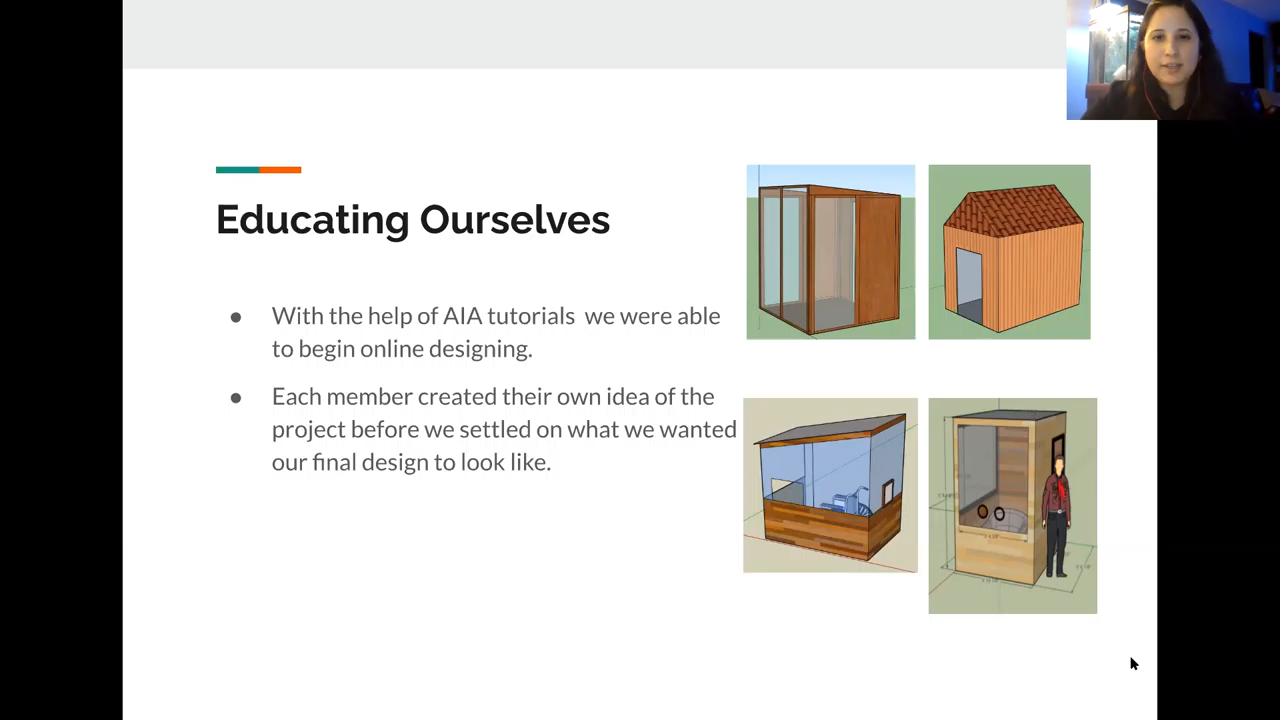 Educating Ourselves
● With the help of AIA tutorials we were able
to begin online designing.
● Each member created their own idea of the
project before we settled on what we wanted
our final design to look like.